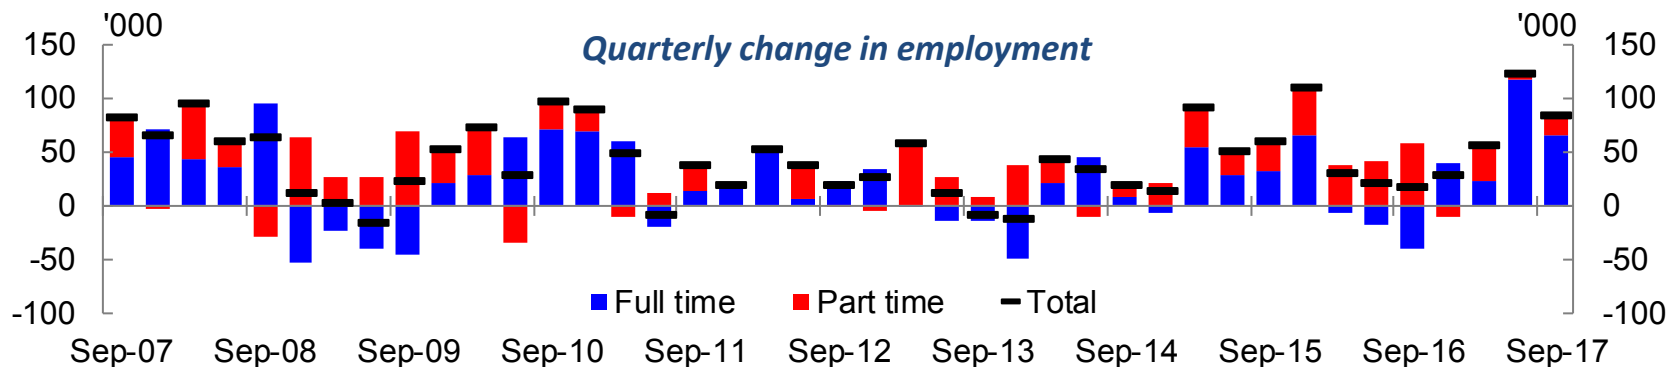 '000 '000
150 Quarterly change in employment 150
100 100
50 50
0 0
-50 -50
Full time Part time Total
-100 -100
Sep-07 Sep-08 Sep-09 Sep-10 Sep-11 Sep-12 Sep-13 Sep-14 Sep-15 Sep-16 Sep-17